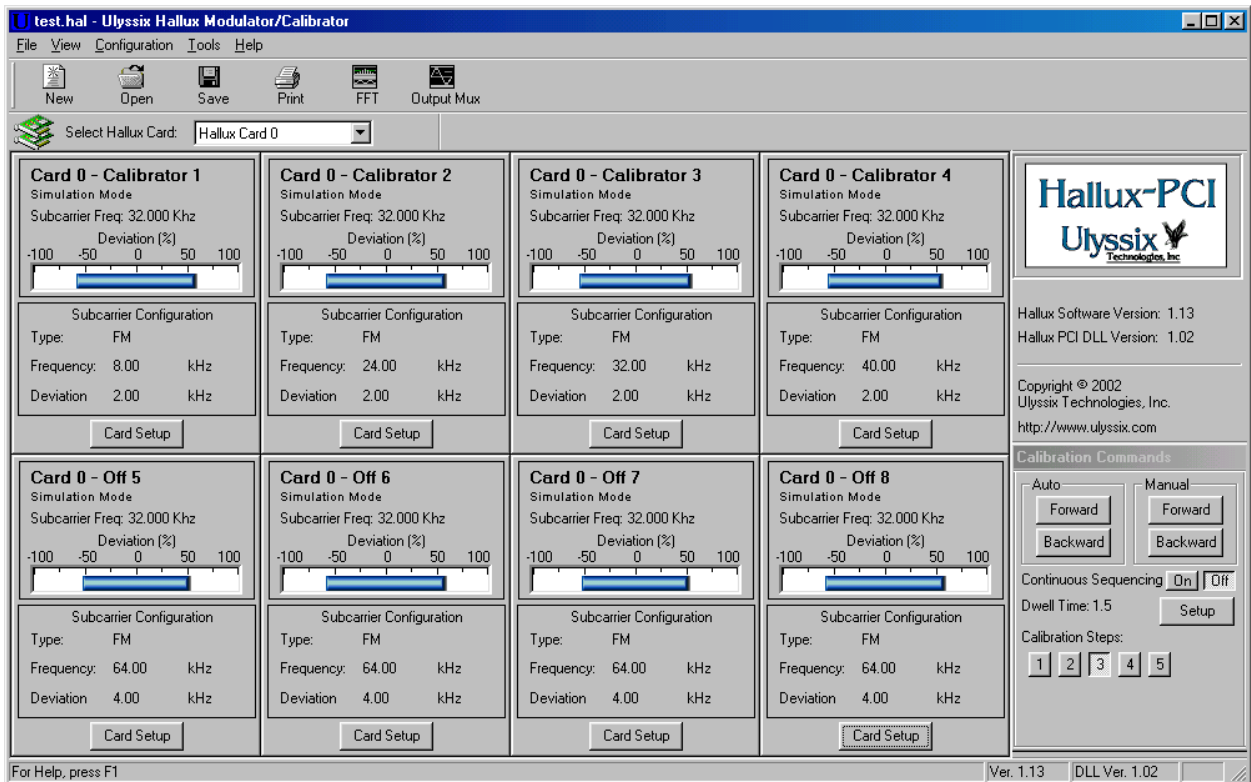 test.hal - Ulyssix Hallux Modulator/Calibrator
File View Configuration Tools Help
New Open Save Print FFT Output Mux
Select Hallux Card: Hallux Card 0
Card 0 - Calibrator 1
Simulation Mode
Subcarrier Freq: 32.000 Khz
Deviation (%)
-100 -50 0 50 100
Subcarrier Configuration
Type: FM
Frequency: 8.00 kHz
Deviation 2.00 kHz
Card Setup
Card 0 - Calibrator 2
Simulation Mode
Subcarrier Freq: 32.000 Khz
Deviation (%)
-100 -50 0 50 100
Subcarrier Configuration
Type: FM
Frequency: 24.00 kHz
Deviation 2.00 kHz
Card Setup
Card 0 - Calibrator 3
Simulation Mode
Subcarrier Freq: 32.000 Khz
Deviation (%)
-100 -50 0 50 100
Subcarrier Configuration
Type: FM
Frequency: 32.00 kHz
Deviation 2.00 kHz
Card Setup
Card 0 - Calibrator 4
Simulation Mode
Subcarrier Freq: 32.000 Khz
Deviation (%)
-100 -50 0 50 100
Subcarrier Configuration
Type: FM
Frequency: 40.00 kHz
Deviation 2.00 kHz
Card Setup
Card 0 - Off 5
Simulation Mode
Subcarrier Freq: 32.000 Khz
Deviation (%)
-100 -50 0 50 100
Subcarrier Configuration
Type: FM
Frequency: 64.00 kHz
Deviation 4.00 kHz
Card Setup
Card 0 - Off 6
Simulation Mode
Subcarrier Freq: 32.000 Khz
Deviation (%)
-100 -50 0 50 100
Subcarrier Configuration
Type: FM
Frequency: 64.00 kHz
Deviation 4.00 kHz
Card Setup
Card 0 - Off 7
Simulation Mode
Subcarrier Freq: 32.000 Khz
Deviation (%)
-100 -50 0 50 100
Subcarrier Configuration
Type: FM
Frequency: 64.00 kHz
Deviation 4.00 kHz
Card Setup
Card 0 - Off 8
Simulation Mode
Subcarrier Freq: 32.000 Khz
Deviation (%)
-100 -50 0 50 100
Subcarrier Configuration
Type: FM
Frequency: 64.00 kHz
Deviation 4.00 kHz
Card Setup
Hallux-PCI
Ulyssix
Technologies, Inc
Hallux Software Version: 1.13
Hallux PCI DLL Version: 1.02
Copyright © 2002
Ulyssix Technologies, Inc.
http://www.ulyssix.com
Calibration Commands
Auto Manual
Forward Forward
Backward Backward
Continuous Sequencing On Off
Dwell Time: 1.5 Setup
Calibration Steps:
1 2 3 4 5
For Help, press F1 Ver. 1.13 DLL Ver. 1.02